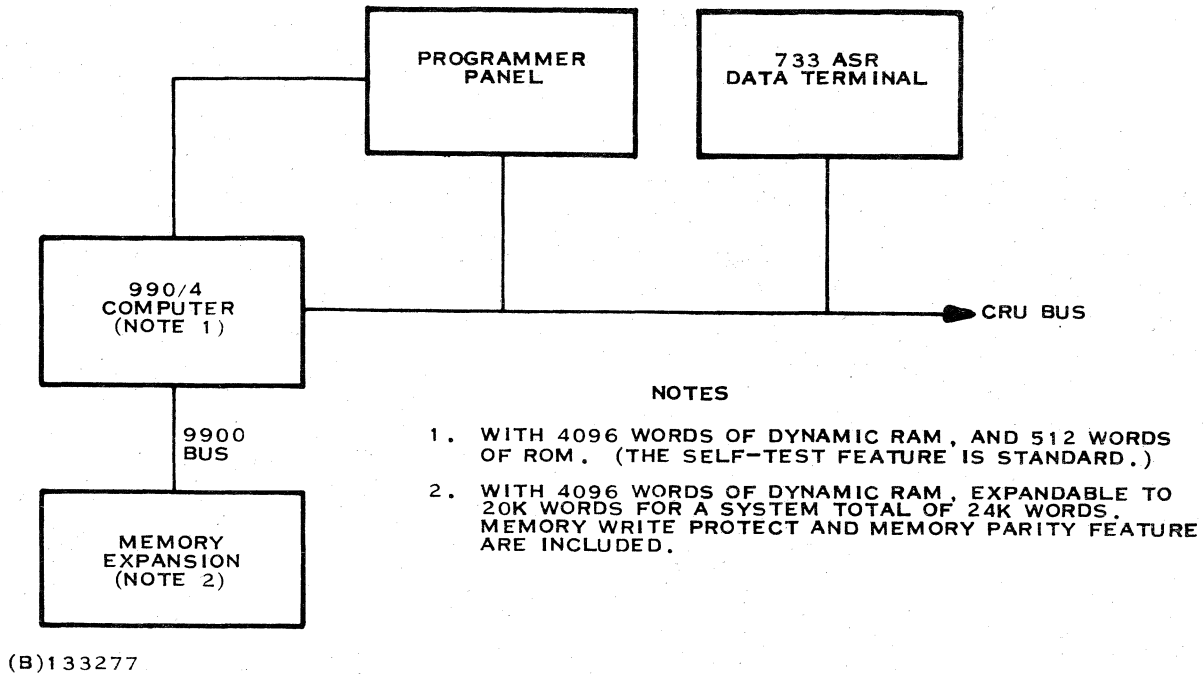 PROGRAMMER
PANEL
733 ASR
DATA TERMINAL
990/4
COMPUTER
(NOTE 1)
CRU BUS
9900
BUS
MEMORY
EXPANSION
(NOTE 2)
NOTES
1. WITH 4096 WORDS OF DYNAMIC RAM, AND 512 WORDS
OF ROM. (THE SELF-TEST FEATURE IS STANDARD.)
2. WITH 4096 WORDS OF DYNAMIC RAM, EXPANDABLE TO
20K WORDS FOR A SYSTEM TOTAL OF 24K WORDS.
MEMORY WRITE PROTECT AND MEMORY PARITY FEATURE
ARE INCLUDED.
(B)133277